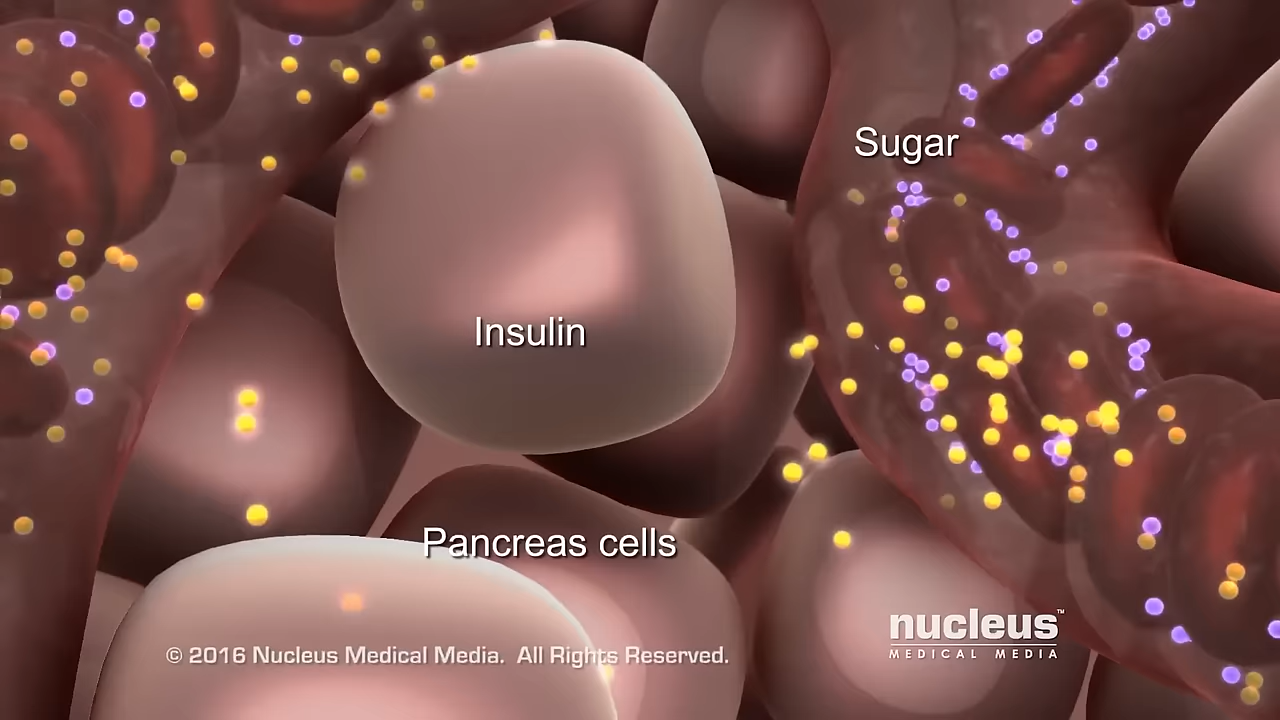 Sugar
Insulin
Pancreas cells
© 2016 Nucleus Medical Media. All Rights Reserved.
nucleus™
MEDICAL MEDIA